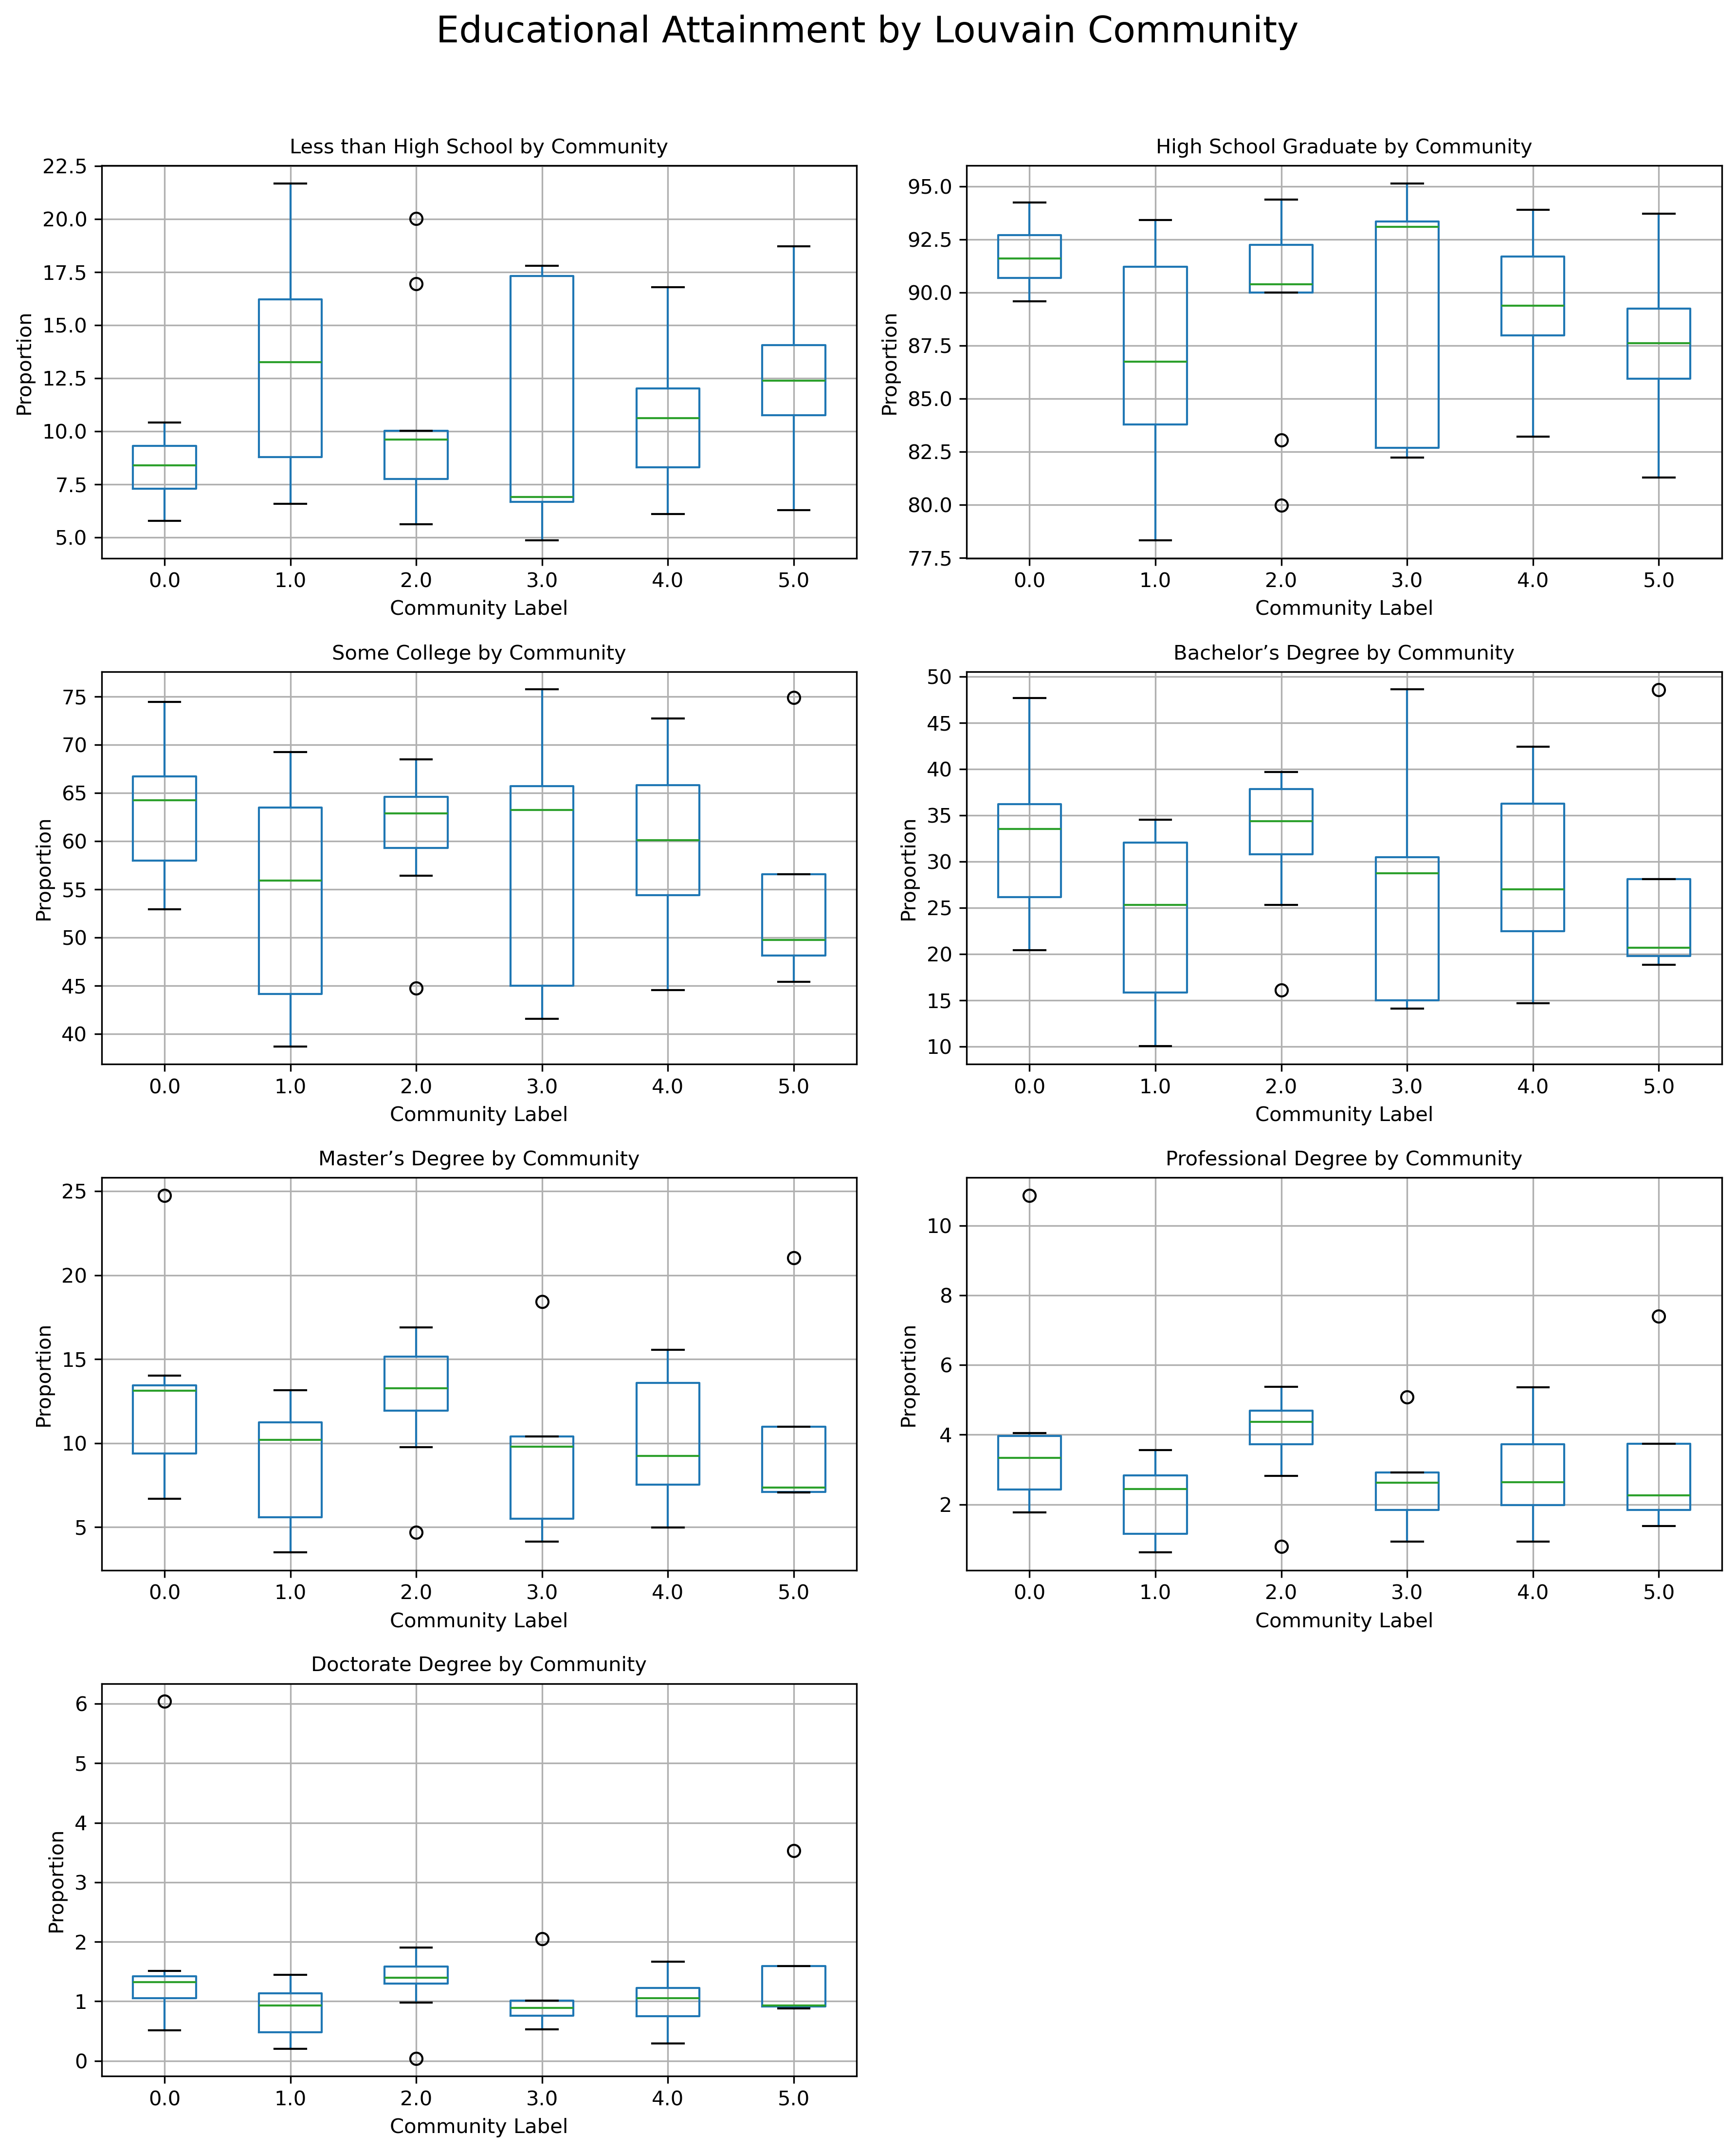 Educational Attainment by Louvain Community
Less than High School by Community
22.5
20.0
17.5
15.0
12.5
10.0
7.5
5.0
Proportion
0.0 1.0 2.0 3.0 4.0 5.0
Community Label
High School Graduate by Community
95.0
92.5
90.0
87.5
85.0
82.5
80.0
77.5
Proportion
0.0 1.0 2.0 3.0 4.0 5.0
Community Label
Some College by Community
75
70
65
60
55
50
45
40
Proportion
0.0 1.0 2.0 3.0 4.0 5.0
Community Label
Bachelor’s Degree by Community
50
45
40
35
30
25
20
15
10
Proportion
0.0 1.0 2.0 3.0 4.0 5.0
Community Label
Master’s Degree by Community
25
20
15
10
5
Proportion
0.0 1.0 2.0 3.0 4.0 5.0
Community Label
Professional Degree by Community
10
8
6
4
2
Proportion
0.0 1.0 2.0 3.0 4.0 5.0
Community Label
Doctorate Degree by Community
6
5
4
3
2
1
0
Proportion
0.0 1.0 2.0 3.0 4.0 5.0
Community Label